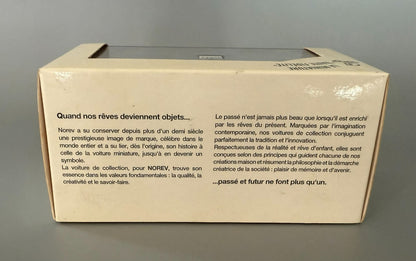 Quand nos rêves deviennent objets...
Norev a su conserver depuis plus d'un demi siècle
une prestigieuse image de marque, célèbre dans le
monde entier et a su lier, dès l'origine, son histoire à
celle de la voiture miniature, jusqu'à en devenir un
symbole.
La voiture de collection, pour NOREV, trouve son
essence dans les valeurs fondamentales : la qualité, la
créativité et le savoir-faire.
Le passé n'est jamais plus beau que lorsqu'il est enrichi
par les rêves du présent. Marquées par l'imagination
contemporaine, nos voitures de collection conjuguent
parfaitement la tradition et l'innovation.
Respectueuses de la réalité et rêve d'enfant, elles sont
conçues selon des principes qui guident chacune de nos
créations maison et résument la philosophie et la démarche
créatrice de la société : plaisir de mémoire et d'avenir.
...passé et futur ne font plus qu'un.